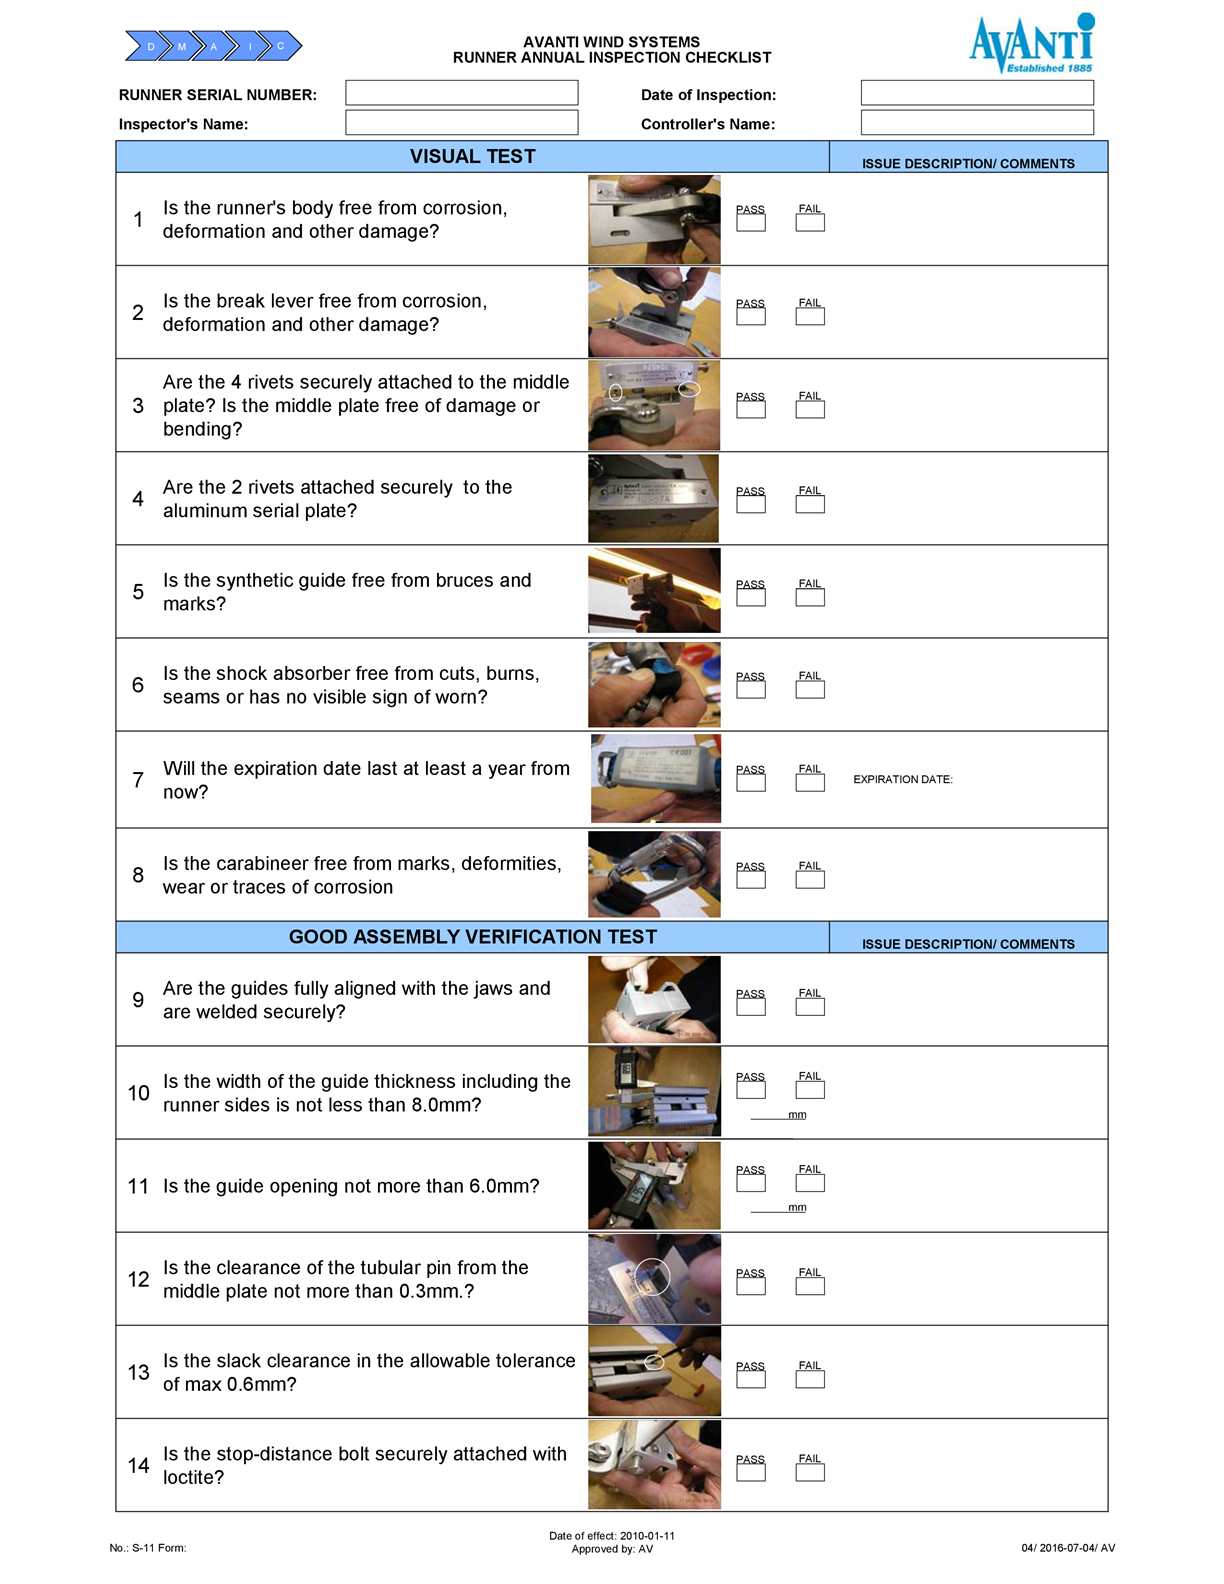 D M A I C
AVANTI WIND SYSTEMS
RUNNER ANNUAL INSPECTION CHECKLIST
AVANTI
Established 1885
RUNNER SERIAL NUMBER:
Date of Inspection:
Inspector's Name:
Controller's Name:
VISUAL TEST
ISSUE DESCRIPTION/ COMMENTS
1
Is the runner's body free from corrosion,
deformation and other damage?
PASS FAIL
2
Is the break lever free from corrosion,
deformation and other damage?
PASS FAIL
3
Are the 4 rivets securely attached to the middle
plate? Is the middle plate free of damage or
bending?
PASS FAIL
4
Are the 2 rivets attached securely  to the
aluminum serial plate?
PASS FAIL
5
Is the synthetic guide free from bruces and
marks?
PASS FAIL
6
Is the shock absorber free from cuts, burns,
seams or has no visible sign of worn?
PASS FAIL
7
Will the expiration date last at least a year from
now?
PASS FAIL
EXPIRATION DATE:
8
Is the carabineer free from marks, deformities,
wear or traces of corrosion
PASS FAIL
GOOD ASSEMBLY VERIFICATION TEST
ISSUE DESCRIPTION/ COMMENTS
9
Are the guides fully aligned with the jaws and
are welded securely?
PASS FAIL
10
Is the width of the guide thickness including the
runner sides is not less than 8.0mm?
PASS FAIL
______mm
11
Is the guide opening not more than 6.0mm?
PASS FAIL
______mm
12
Is the clearance of the tubular pin from the
middle plate not more than 0.3mm.?
PASS FAIL
13
Is the slack clearance in the allowable tolerance
of max 0.6mm?
PASS FAIL
14
Is the stop-distance bolt securely attached with
loctite?
PASS FAIL
Date of effect: 2010-01-11
No.: S-11 Form:
Approved by: AV
04/ 2016-07-04/ AV